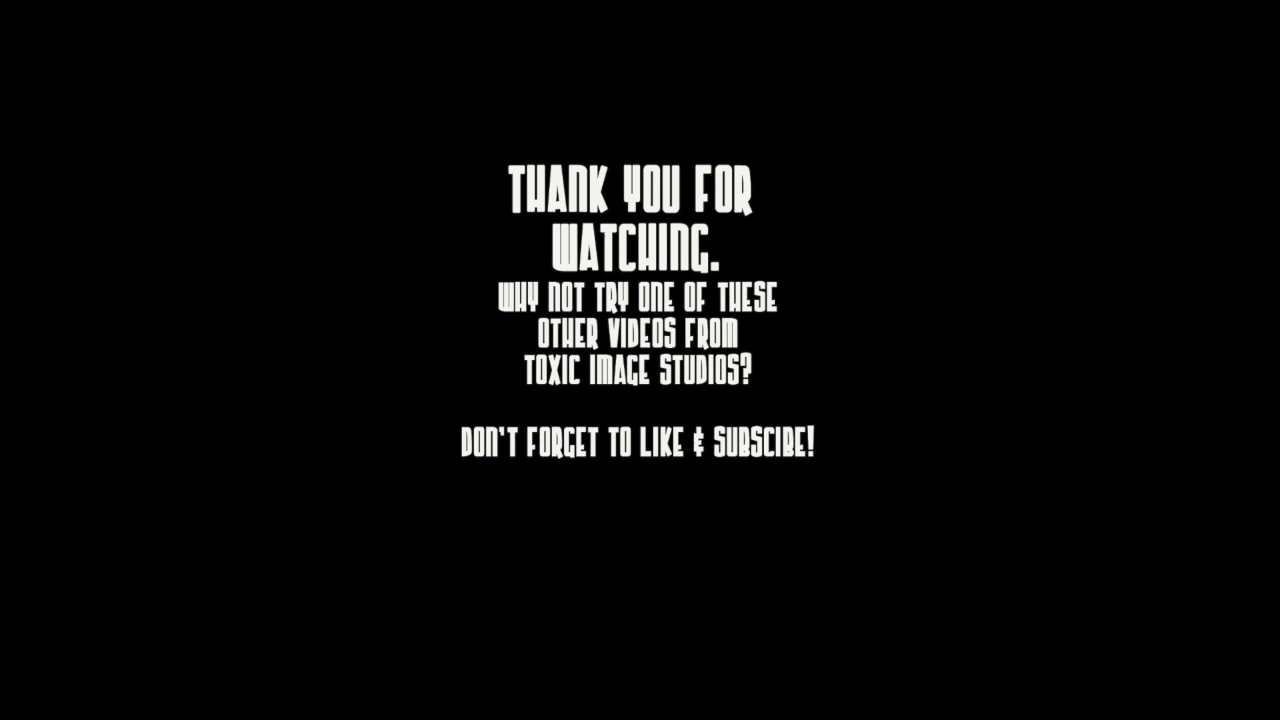 THANK YOU FOR
WATCHING.
WHY NOT TRY ONE OF THESE
OTHER VIDEOS FROM
TOXIC IMAGE STUDIOS?
DON'T FORGET TO LIKE & SUBSCIBE!